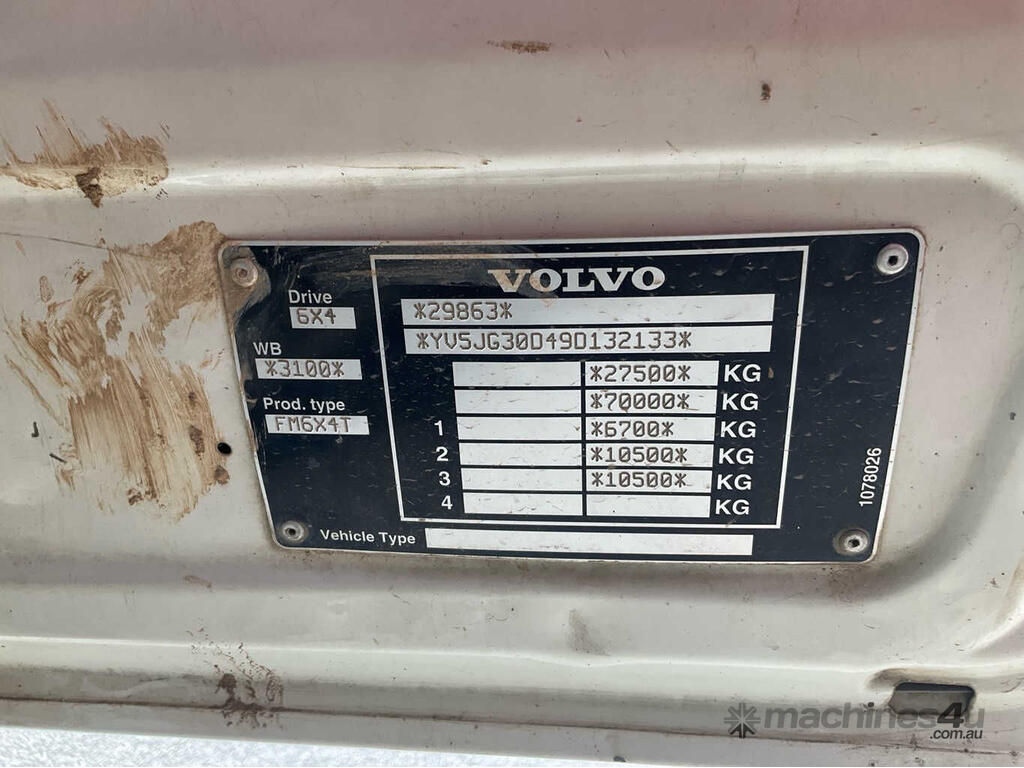 VOLVO
Drive
6X4
*29863*
*YV5JG30D49D132133*
WB
*3100*
*27500* KG
*70000* KG
Prod. type
FM6X4T
1 *6700* KG
2 *10500* KG
3 *10500* KG
4 KG
Vehicle Type
1078026
machines4u
.com.au